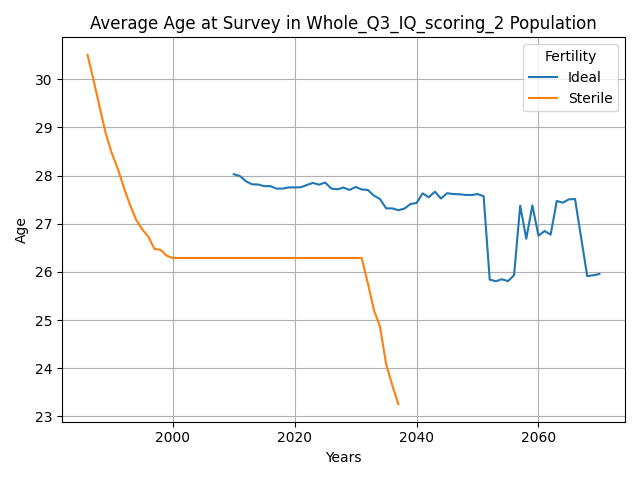 Average Age at Survey in Whole_Q3_IQ_scoring_2 Population
Fertility
Ideal
Sterile
Age
30
29
28
27
26
25
24
23
2000
2020
2040
2060
Years